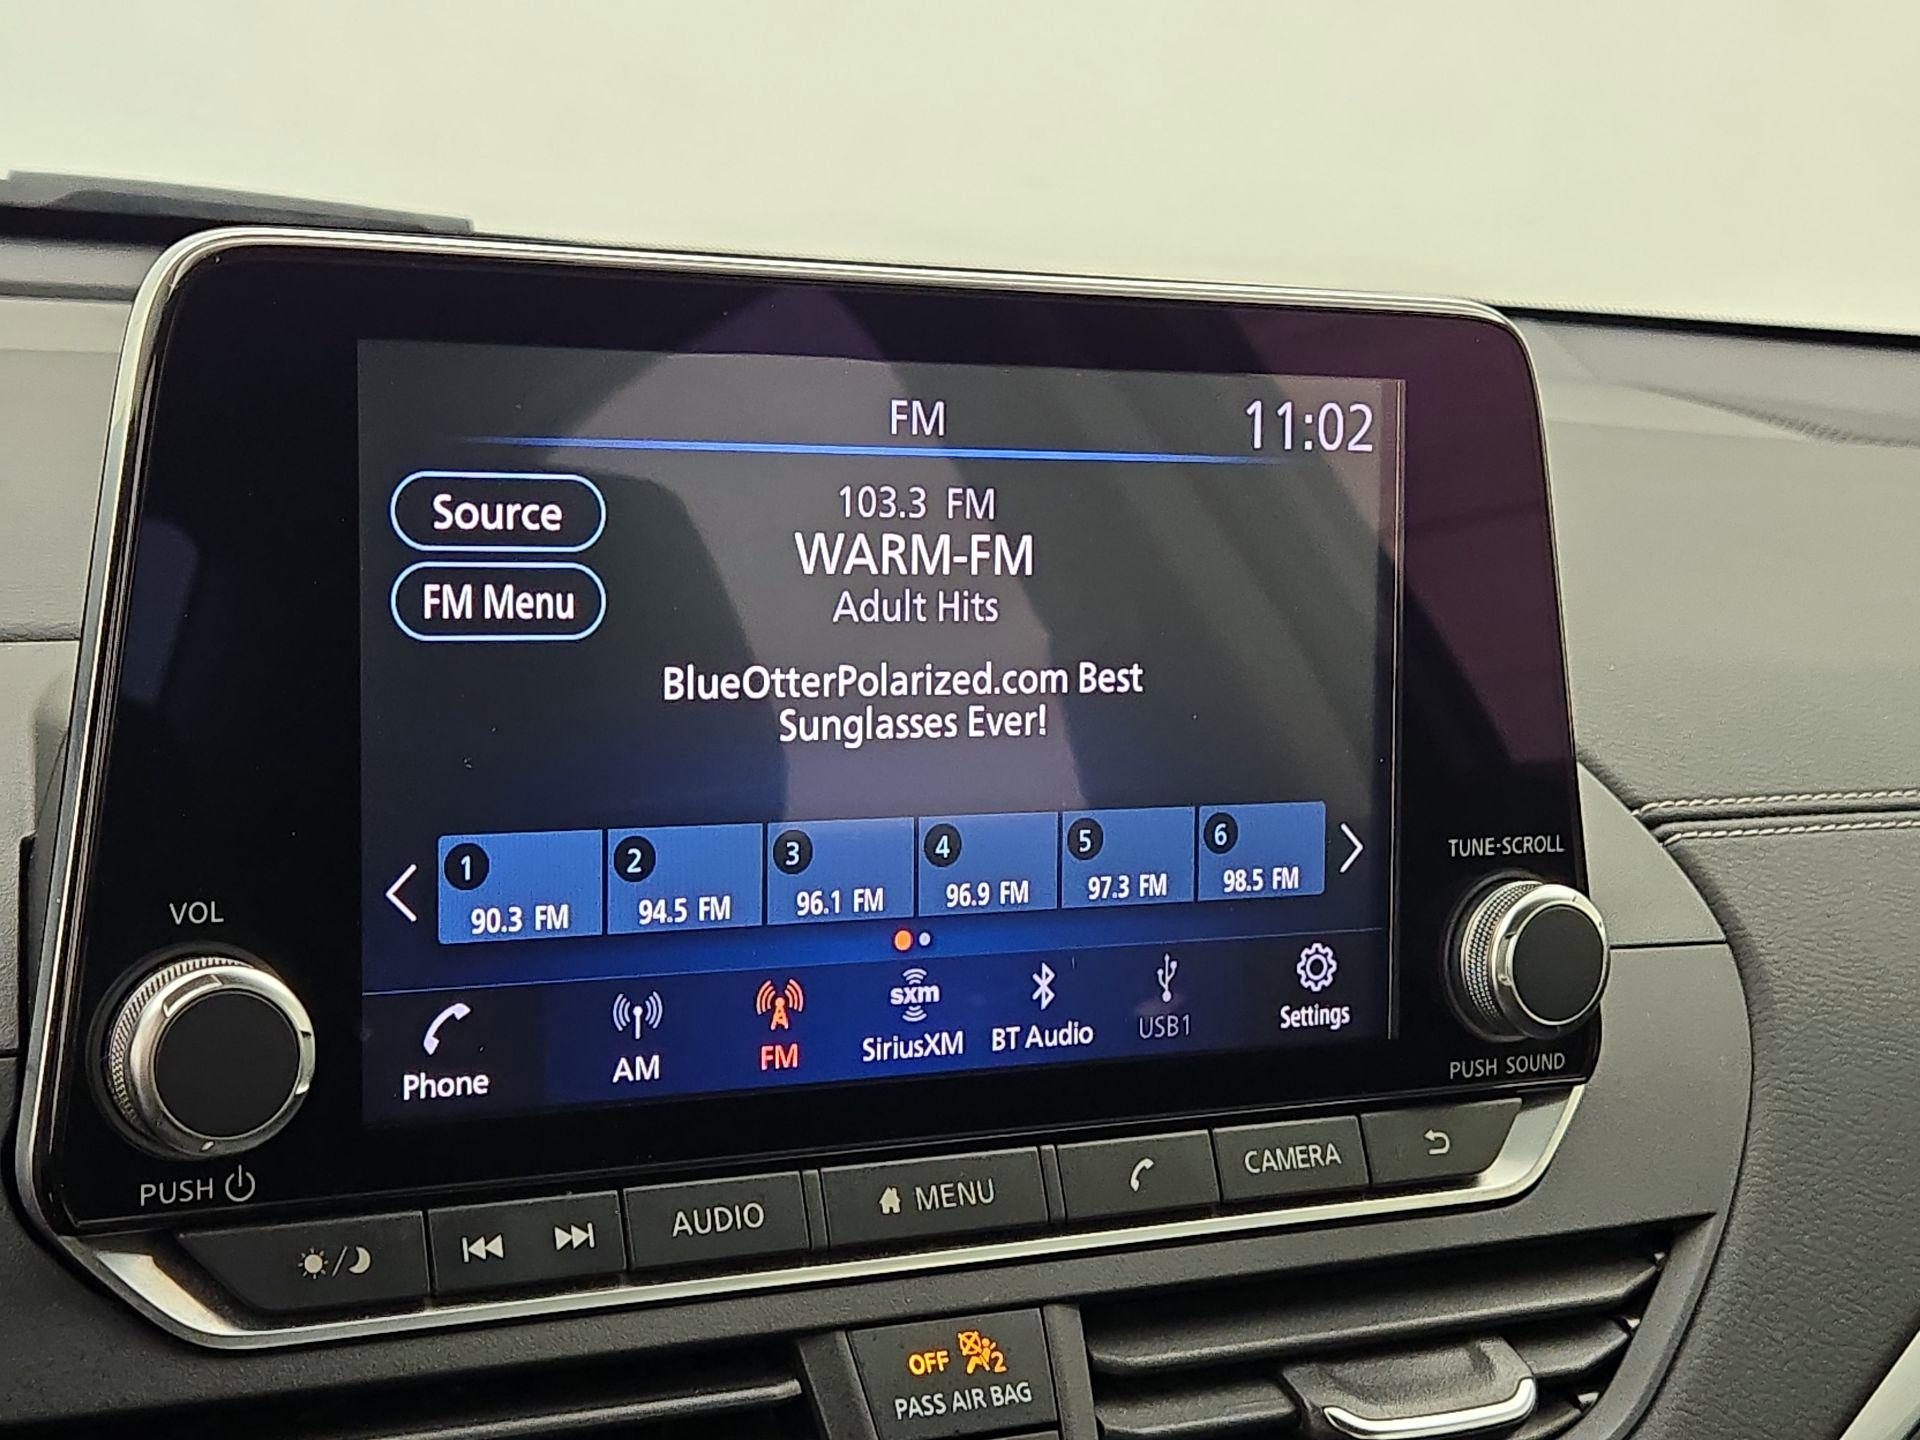 FM
11:02
Source
FM Menu
103.3 FM
WARM-FM
Adult Hits
BlueOtterPolarized.com Best
Sunglasses Ever!
1
90.3 FM
2
94.5 FM
3
96.1 FM
4
96.9 FM
5
97.3 FM
6
98.5 FM
Phone
AM
FM
sxm
SiriusXM
BT Audio
USB1
Settings
VOL
PUSH
TUNE-SCROLL
PUSH SOUND
AUDIO
MENU
CAMERA
OFF 2
PASS AIR BAG